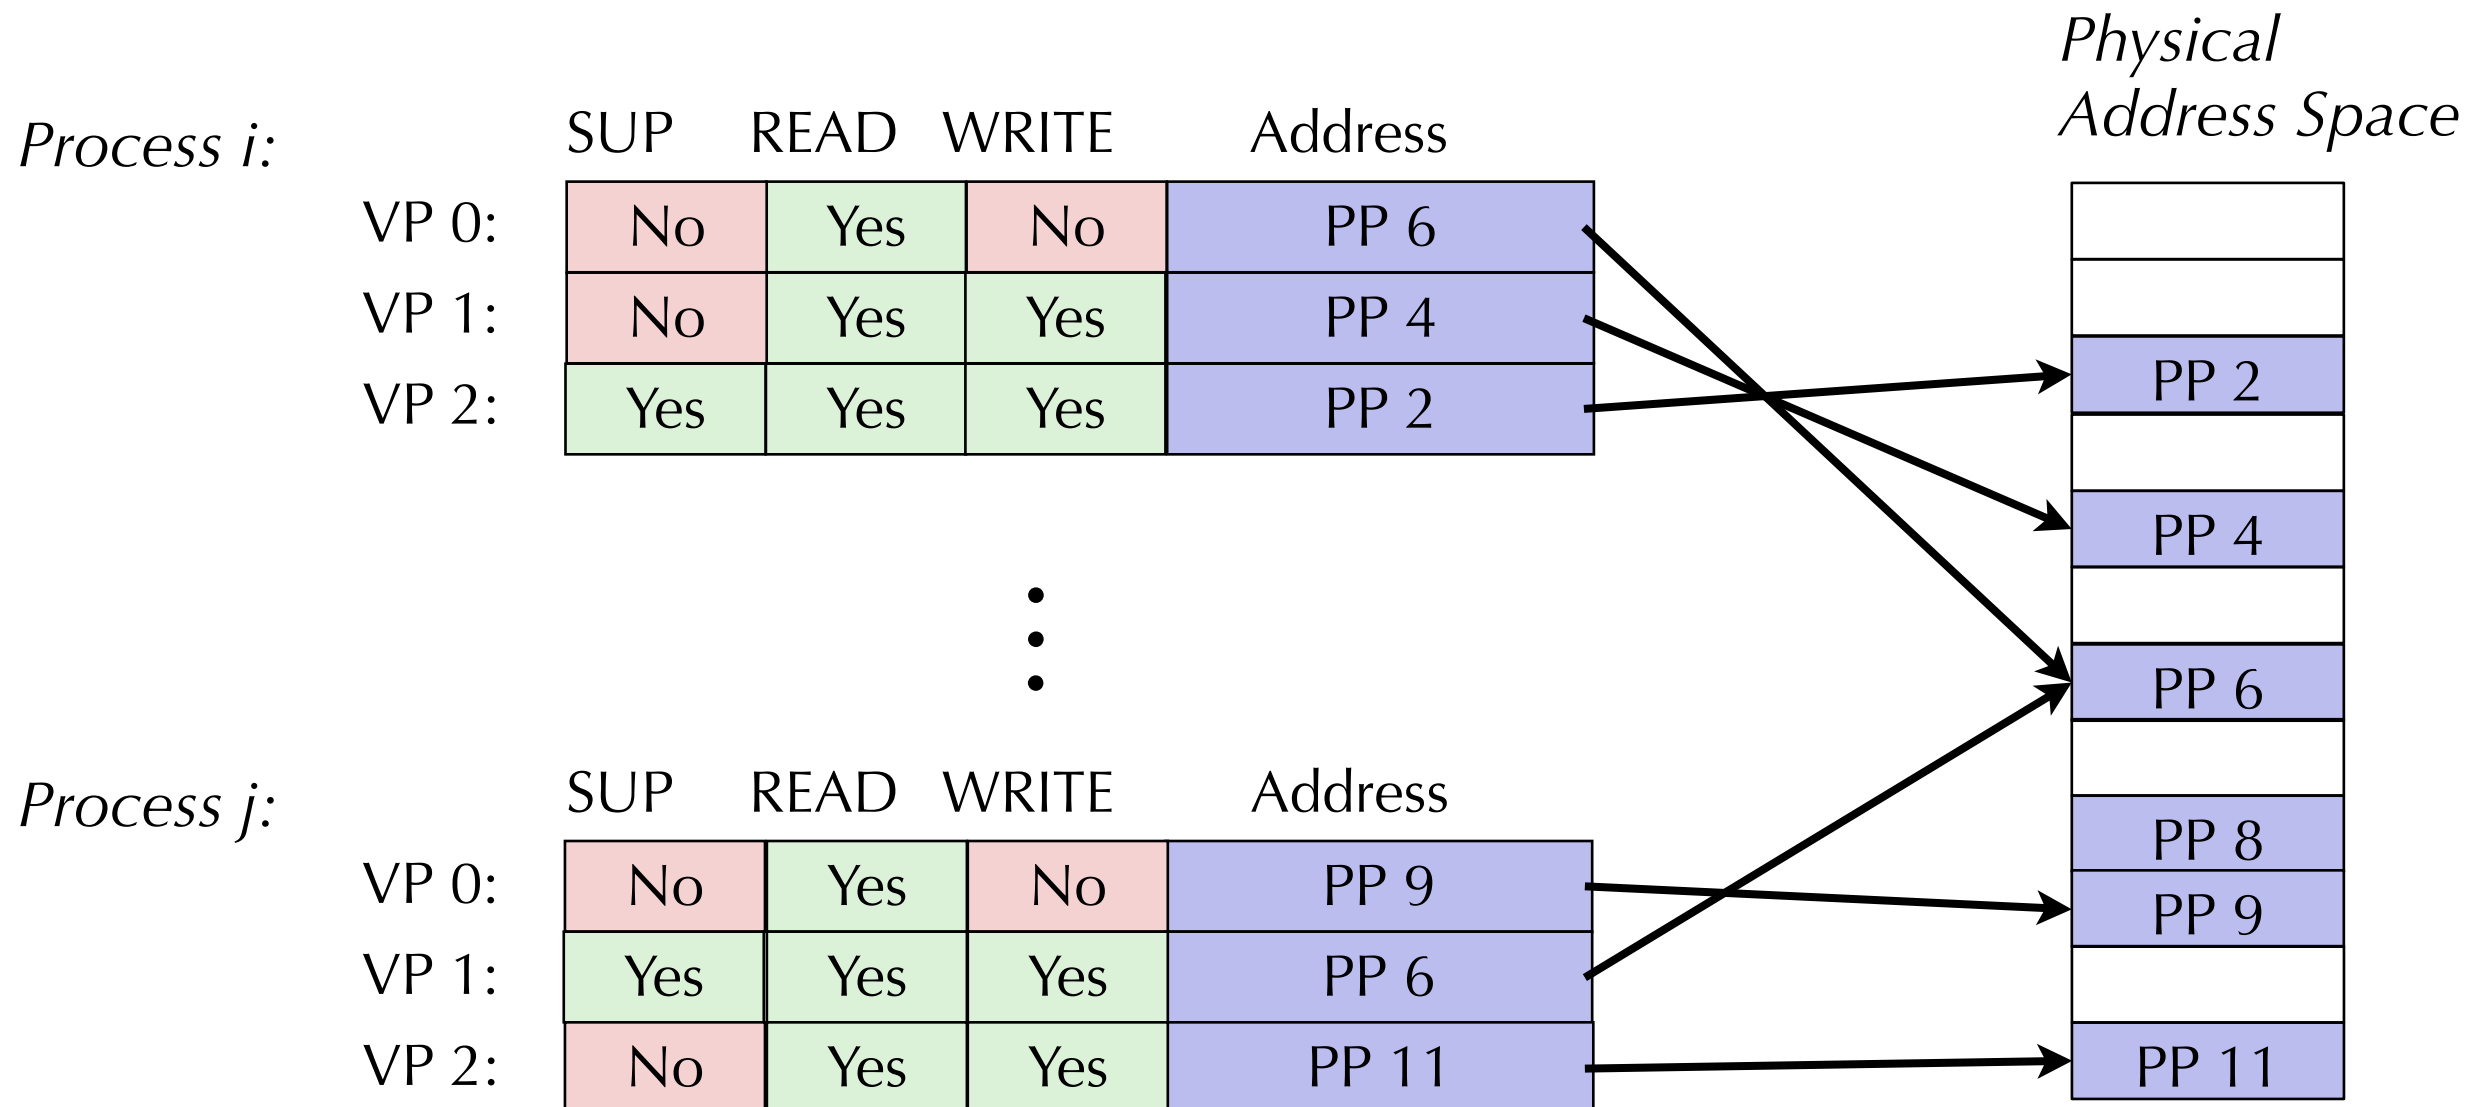 Physical
Address Space
Process i:
SUP READ WRITE Address
VP 0: No Yes No PP 6
VP 1: No Yes Yes PP 4
VP 2: Yes Yes Yes PP 2
PP 2
PP 4
PP 6
PP 8
PP 9
PP 11
Process j:
SUP READ WRITE Address
VP 0: No Yes No PP 9
VP 1: Yes Yes Yes PP 6
VP 2: No Yes Yes PP 11